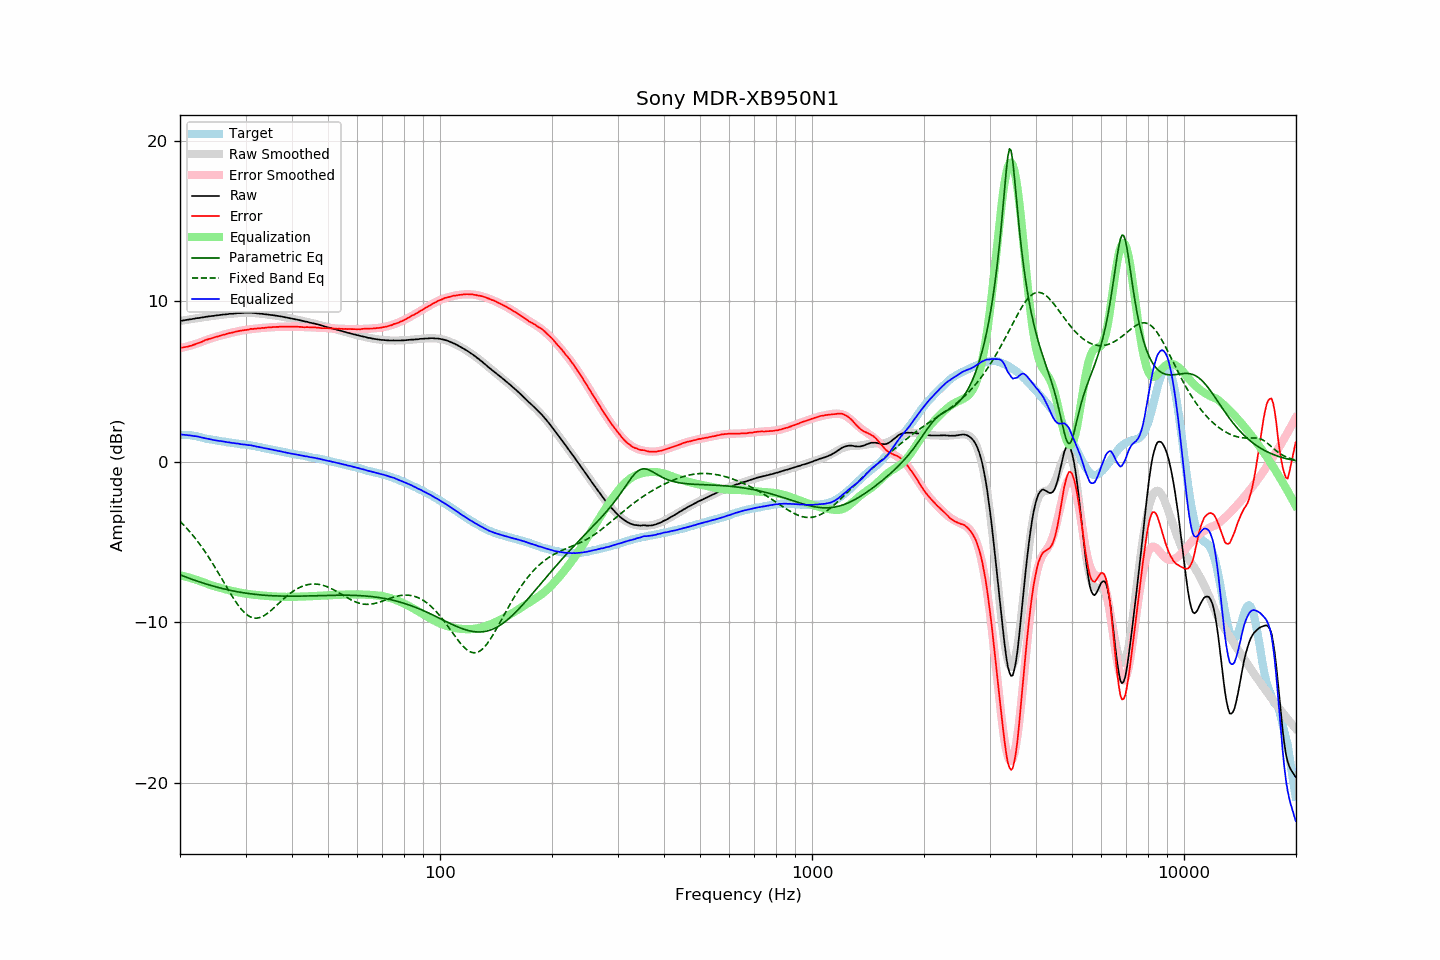 Sony MDR-XB950N1
Target
Raw Smoothed
Error Smoothed
Raw
Error
Equalization
Parametric Eq
Fixed Band Eq
Equalized
20
10
0
−10
−20
Amplitude (dBr)
100
1000
10000
Frequency (Hz)